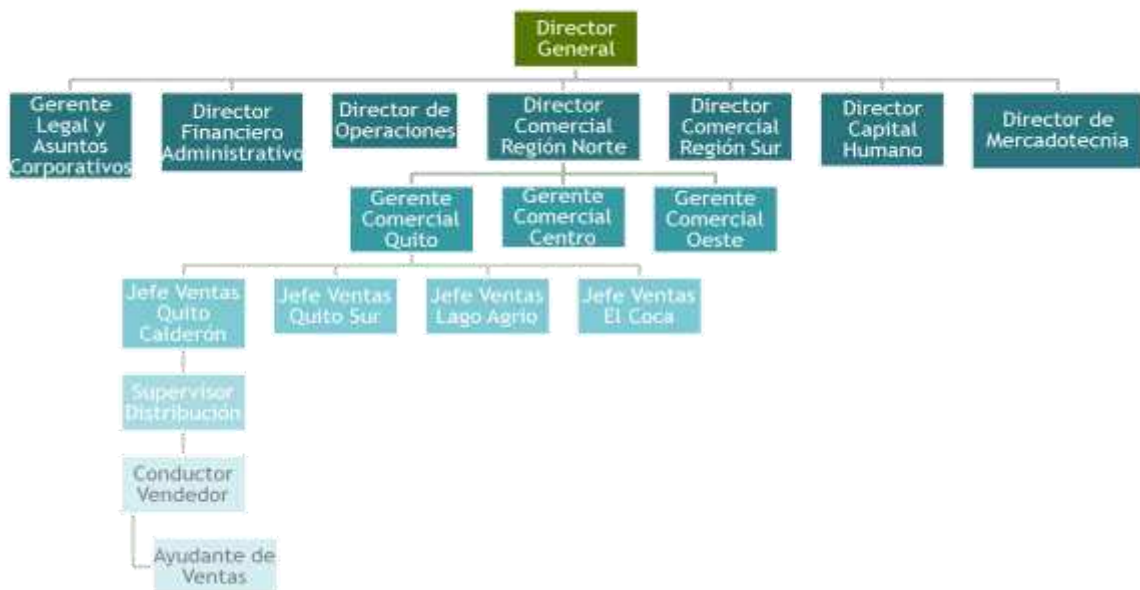 Director
General
Gerente
Legal y
Asuntos
Corporativos
Director
Financiero
Administrativo
Director de
Operaciones
Director
Comercial
Región Norte
Director
Comercial
Región Sur
Director
Capital
Humano
Director de
Mercadotecnia
Gerente
Comercial
Quito
Gerente
Comercial
Centro
Gerente
Comercial
Oeste
Jefe Ventas
Quito
Calderón
Jefe Ventas
Quito Sur
Jefe Ventas
Lago Agrio
Jefe Ventas
El Coca
Supervisor
Distribución
Conductor
Vendedor
Ayudante de
Ventas